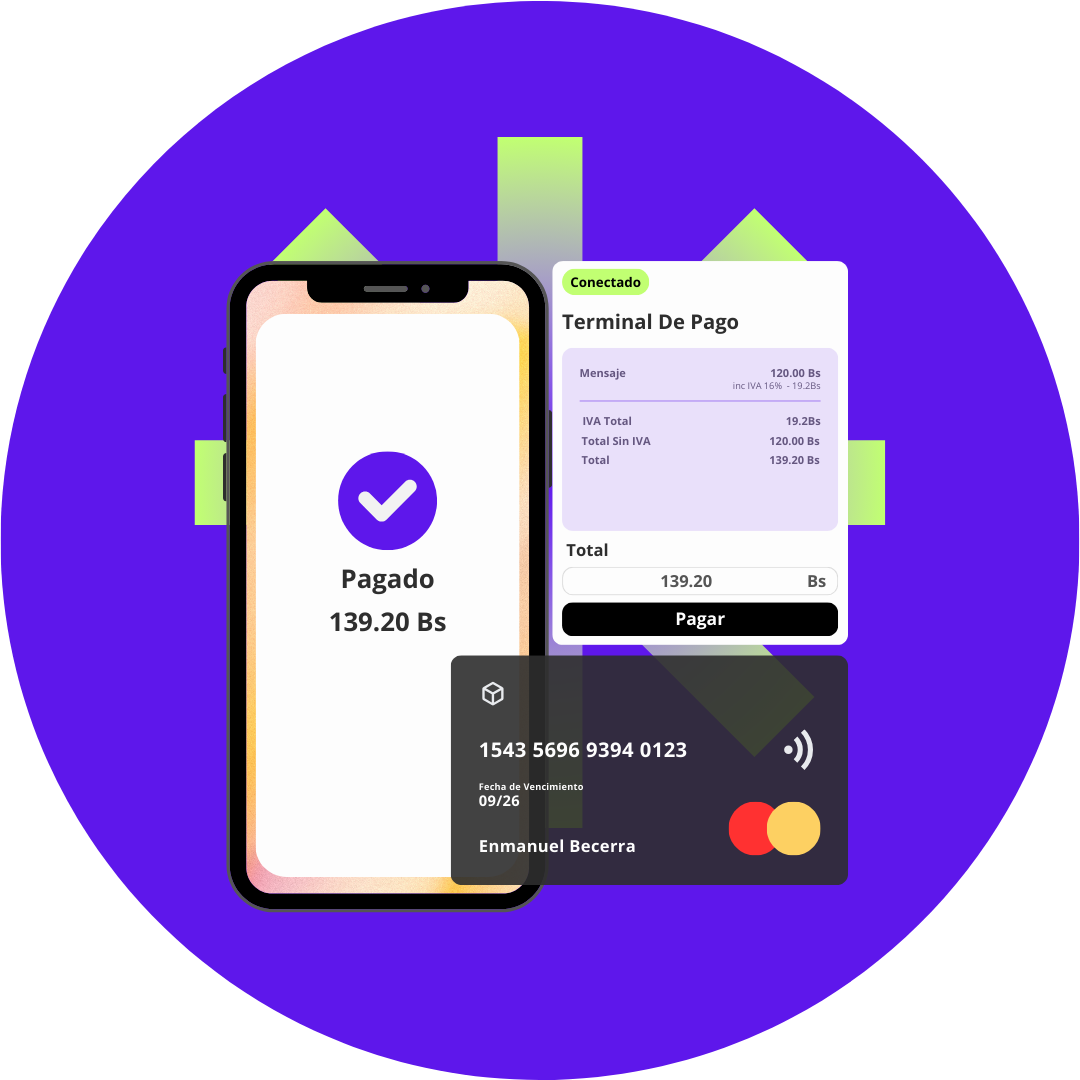 Pagado
139.20 Bs
Conectado
Terminal De Pago
Mensaje 120.00 Bs
inc IVA 16% - 19.2Bs
IVA Total 19.2Bs
Total Sin IVA 120.00 Bs
Total 139.20 Bs
Total
139.20 Bs
Pagar
1543 5696 9394 0123
Fecha de Vencimiento
09/26
Enmanuel Becerra